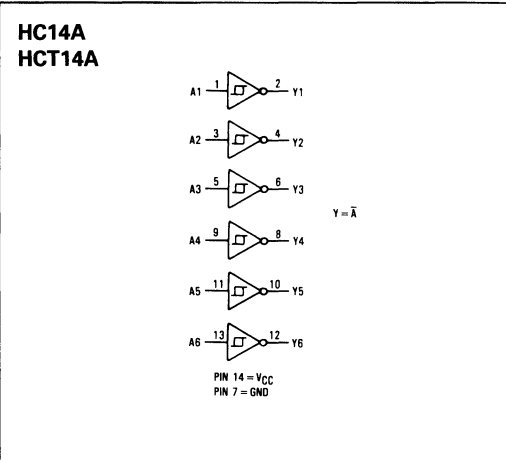 HC14A
HCT14A
A1 1 2 Y1
A2 3 4 Y2
A3 5 6 Y3
Y = A̅
A4 9 8 Y4
A5 11 10 Y5
A6 13 12 Y6
PIN 14 = VCC
PIN 7 = GND